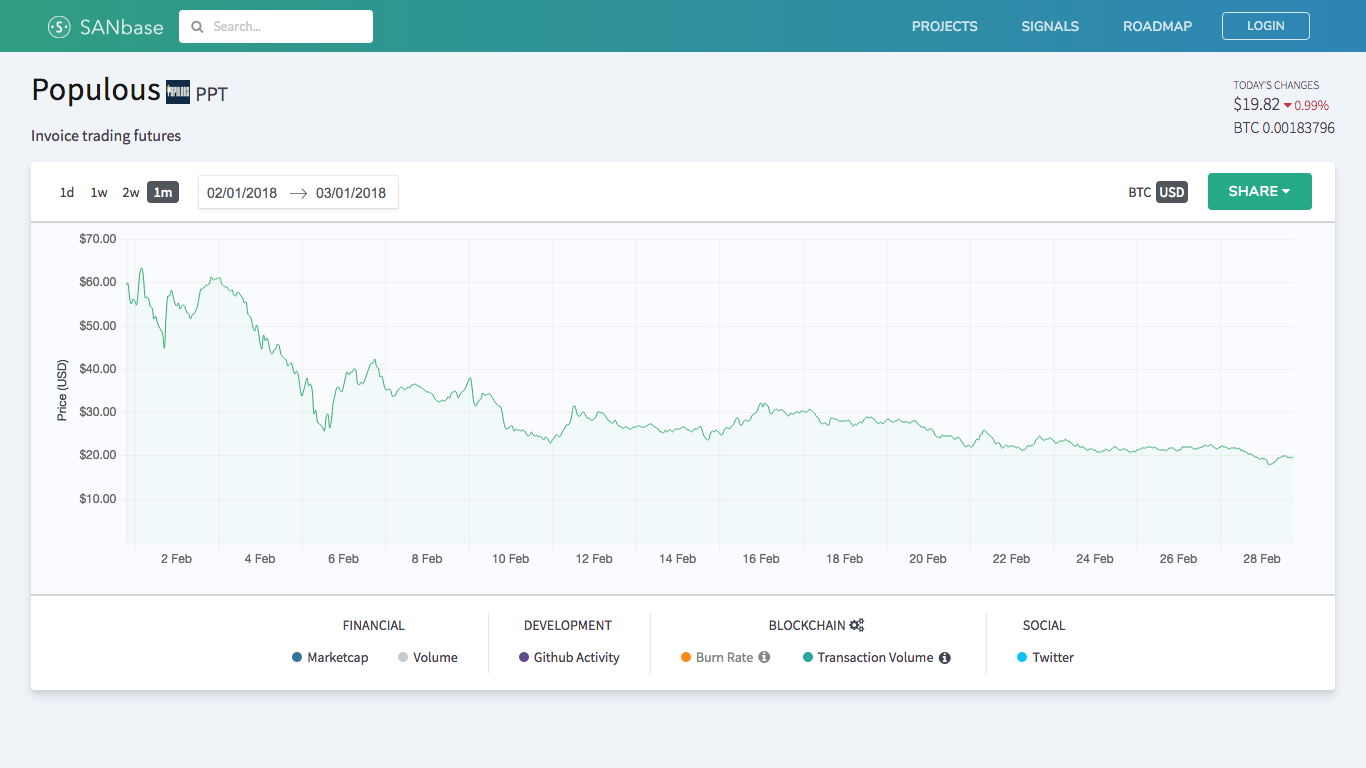 SANbase
Search...
PROJECTS SIGNALS ROADMAP LOGIN
Populous POPULOUS PPT
TODAY'S CHANGES
$19.82 0.99%
BTC 0.00183796
Invoice trading futures
1d 1w 2w 1m 02/01/2018 03/01/2018 BTC USD SHARE
$70.00
$60.00
$50.00
$40.00
$30.00
$20.00
$10.00
Price (USD)
2 Feb 4 Feb 6 Feb 8 Feb 10 Feb 12 Feb 14 Feb 16 Feb 18 Feb 20 Feb 22 Feb 24 Feb 26 Feb 28 Feb
FINANCIAL DEVELOPMENT BLOCKCHAIN SOCIAL
Marketcap Volume Github Activity Burn Rate Transaction Volume Twitter